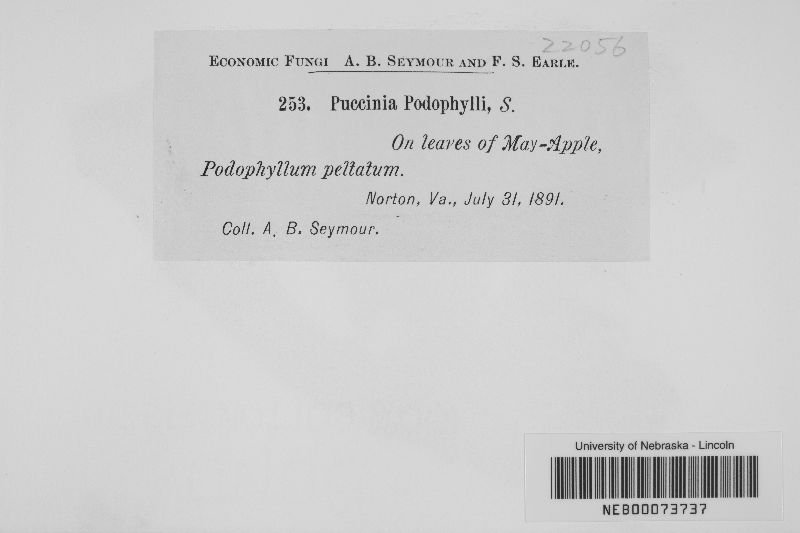 22056
Economic Fungi A. B. Seymour and F. S. Earle.
253. Puccinia Podophylli, S.
On leaves of May-Apple,
Podophyllum peltatum.
Norton, Va., July 31, 1891.
Coll. A. B. Seymour.
University of Nebraska - Lincoln
NEB00073737